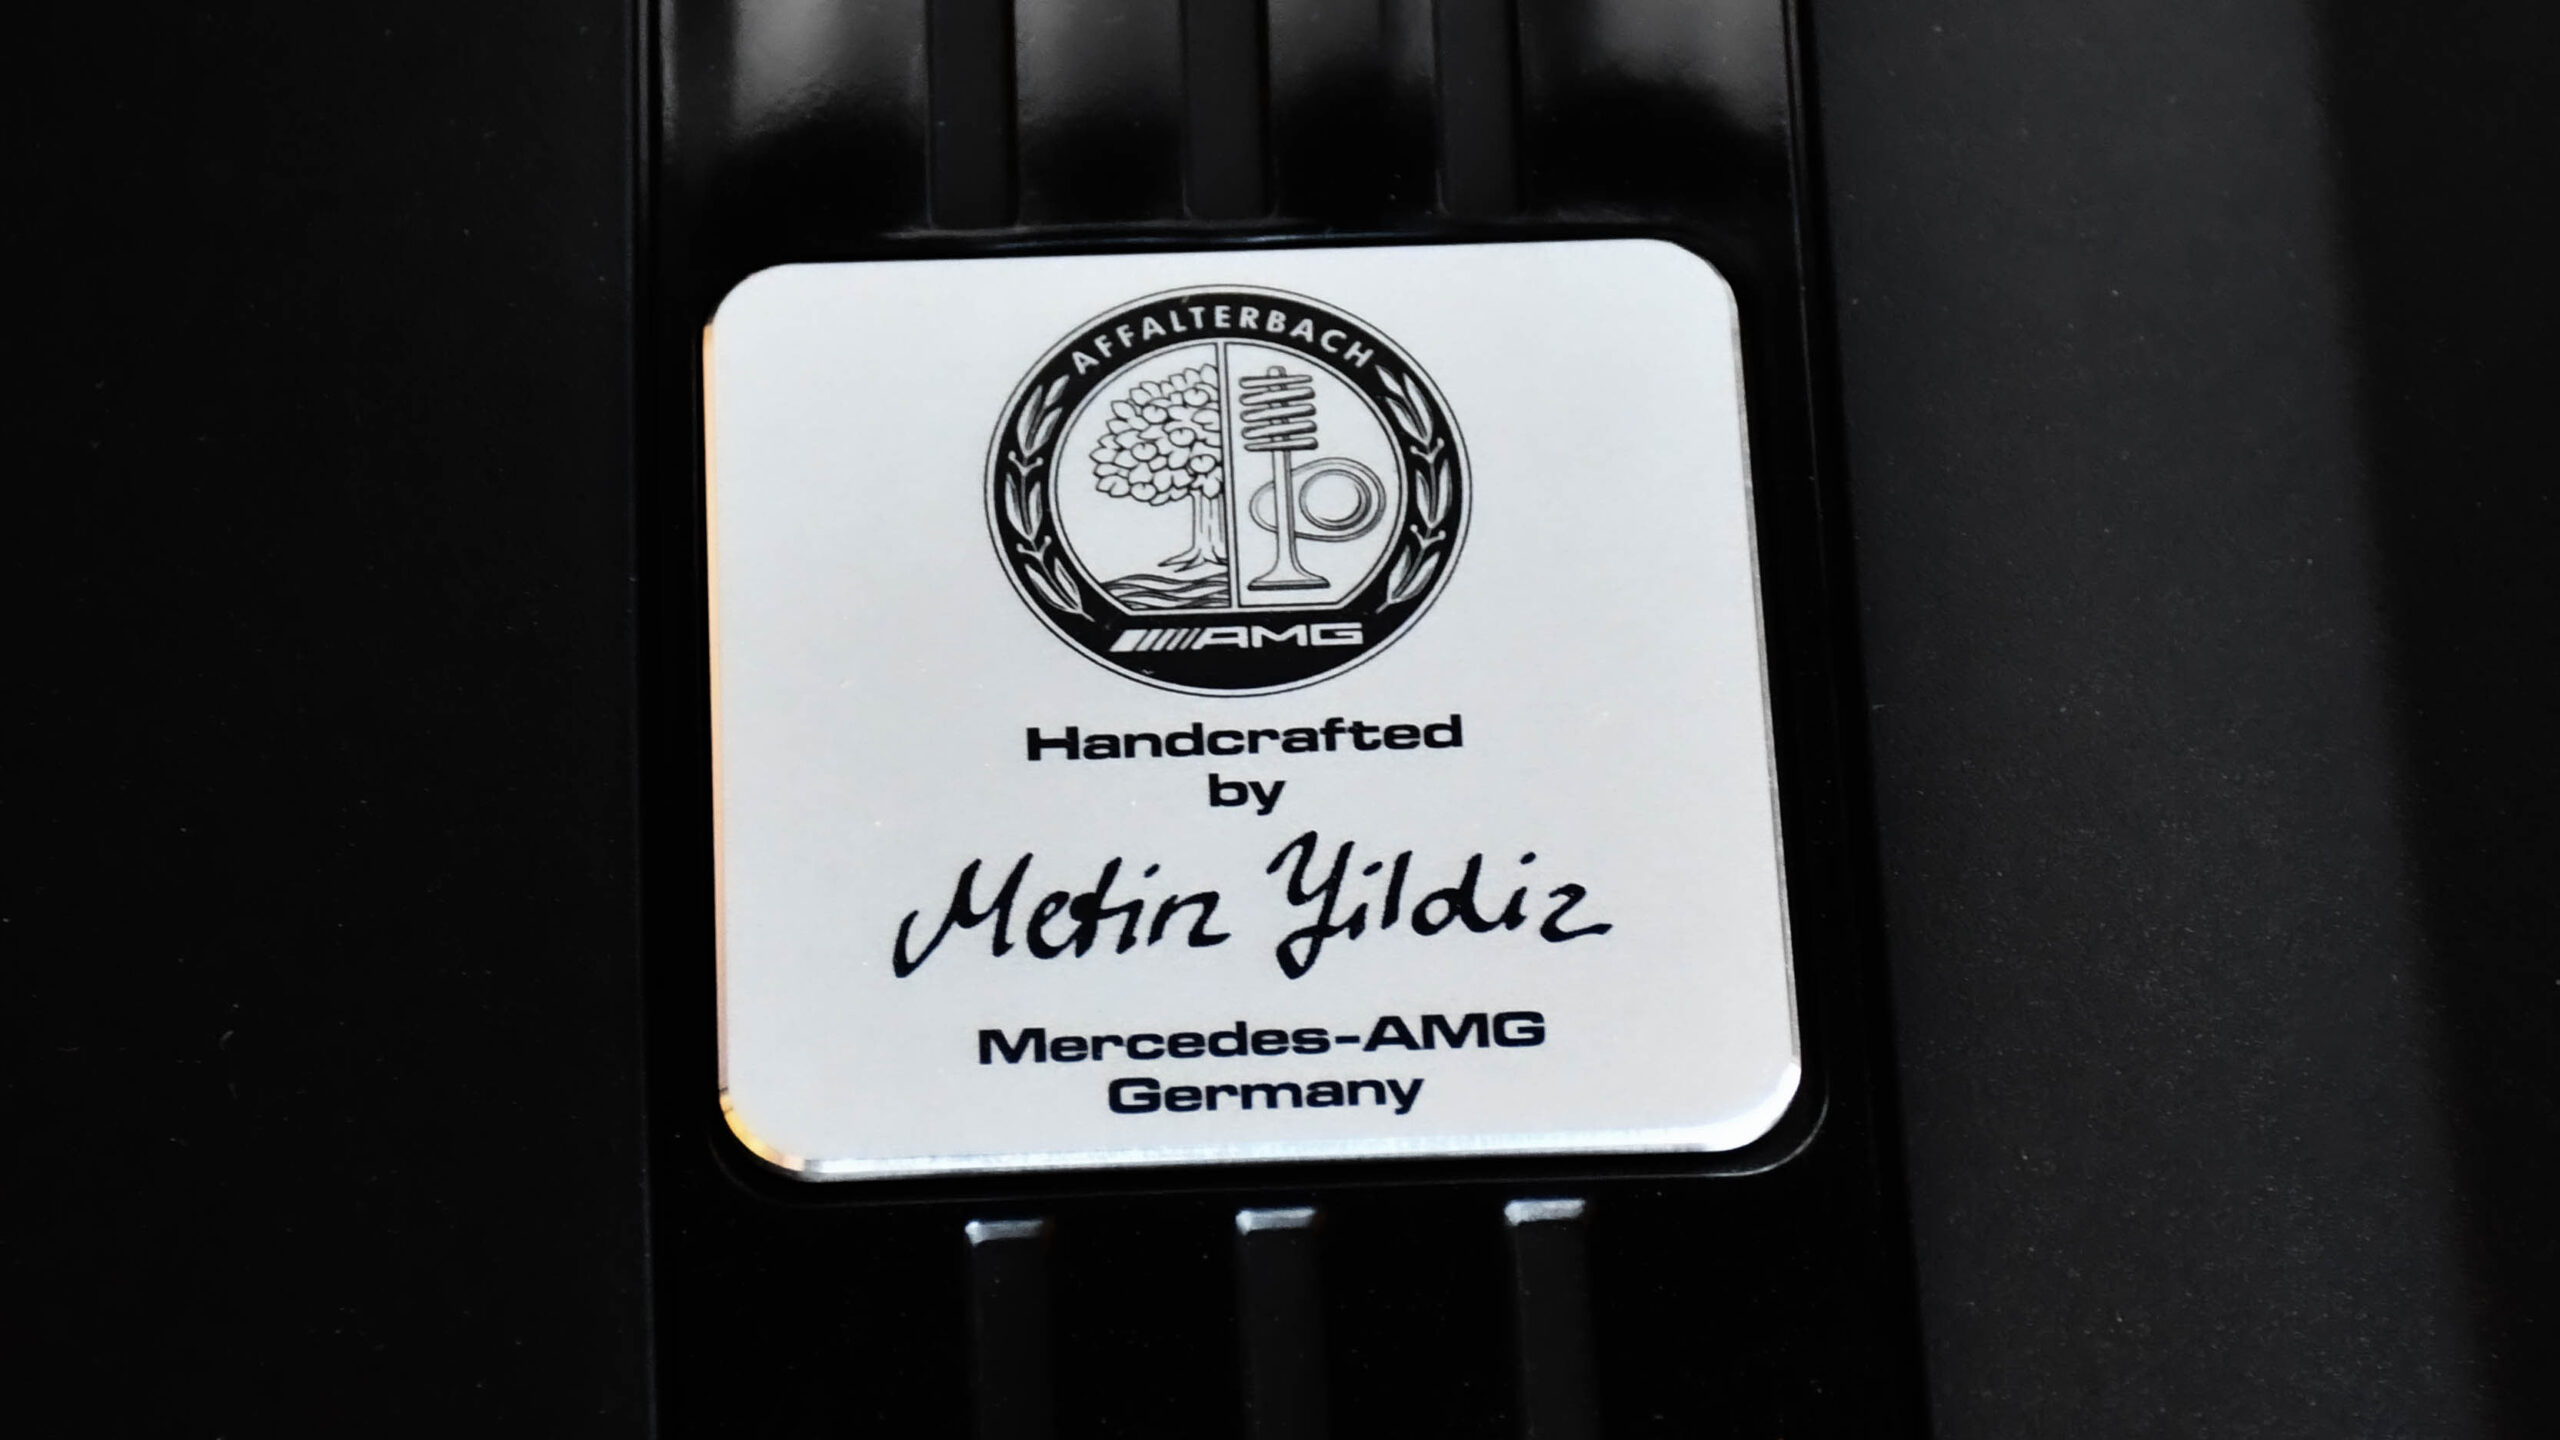 AFFALTERBACH
AMG
Handcrafted
by
Metin Yildiz
Mercedes-AMG
Germany